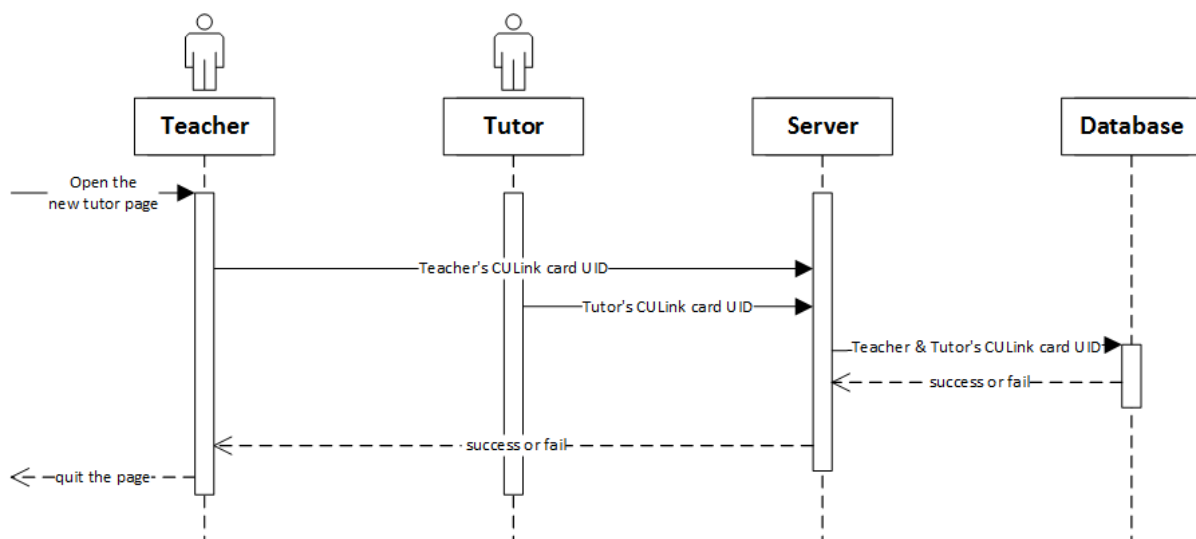 Teacher
Tutor
Server
Database
Open the
new tutor page
Teacher's CULink card UID
Tutor's CULink card UID
Teacher & Tutor's CULink card UID
success or fail
success or fail
quit the page